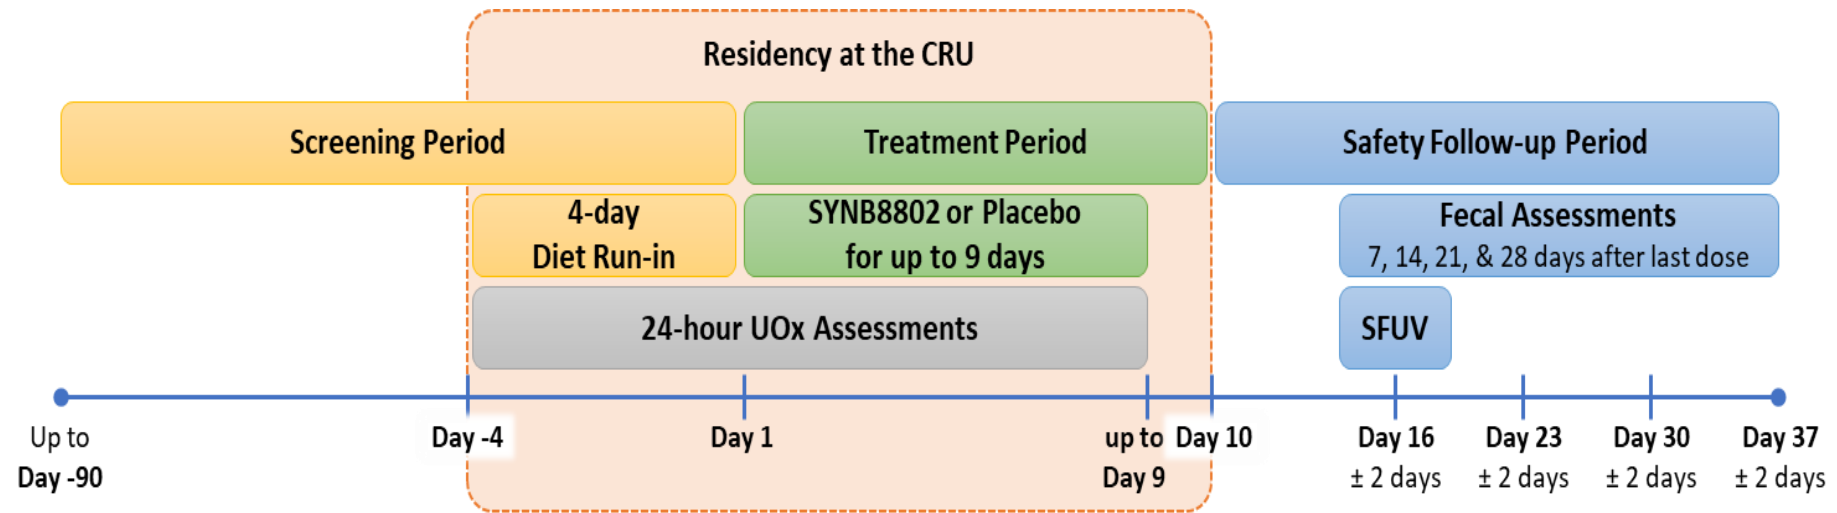 Residency at the CRU
Screening Period
Treatment Period
Safety Follow-up Period
4-day
Diet Run-in
SYNB8802 or Placebo
for up to 9 days
Fecal Assessments
7, 14, 21, & 28 days after last dose
24-hour UOx Assessments
SFUV
Up to
Day -90
Day -4
Day 1
up to
Day 9
Day 10
Day 16
± 2 days
Day 23
± 2 days
Day 30
± 2 days
Day 37
± 2 days